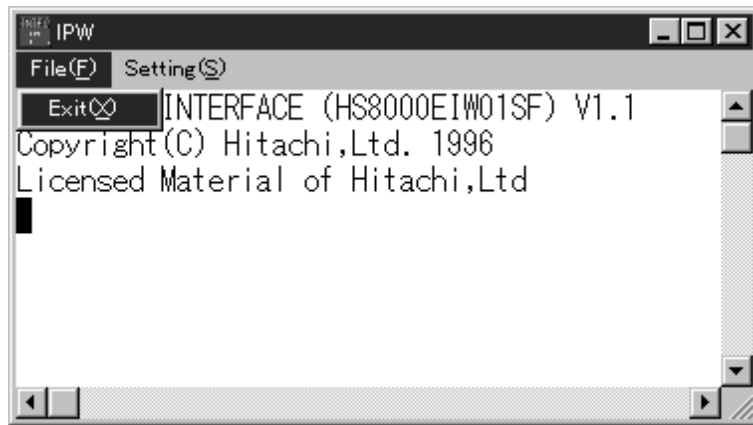 IPW
File(F) Setting(S)
Exit(X)
INTERFACE (HS8000EIW01SF) V1.1
Copyright(C) Hitachi,Ltd. 1996
Licensed Material of Hitachi,Ltd